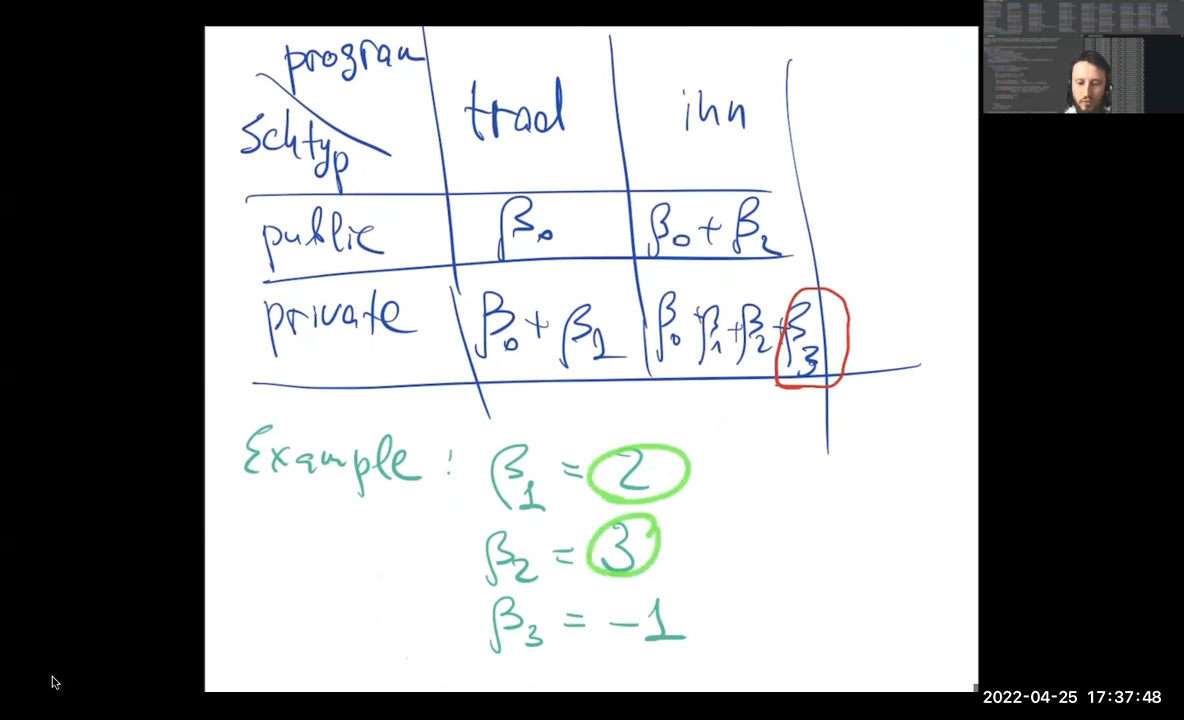 program
schtyp
trad
inn
public
β₀
β₀ + β₂
private
β₀ + β₁
β₀ + β₁ + β₂ + β₃
Example :
β₁ = 2
β₂ = 3
β₃ = -1
2022-04-25 17:37:48